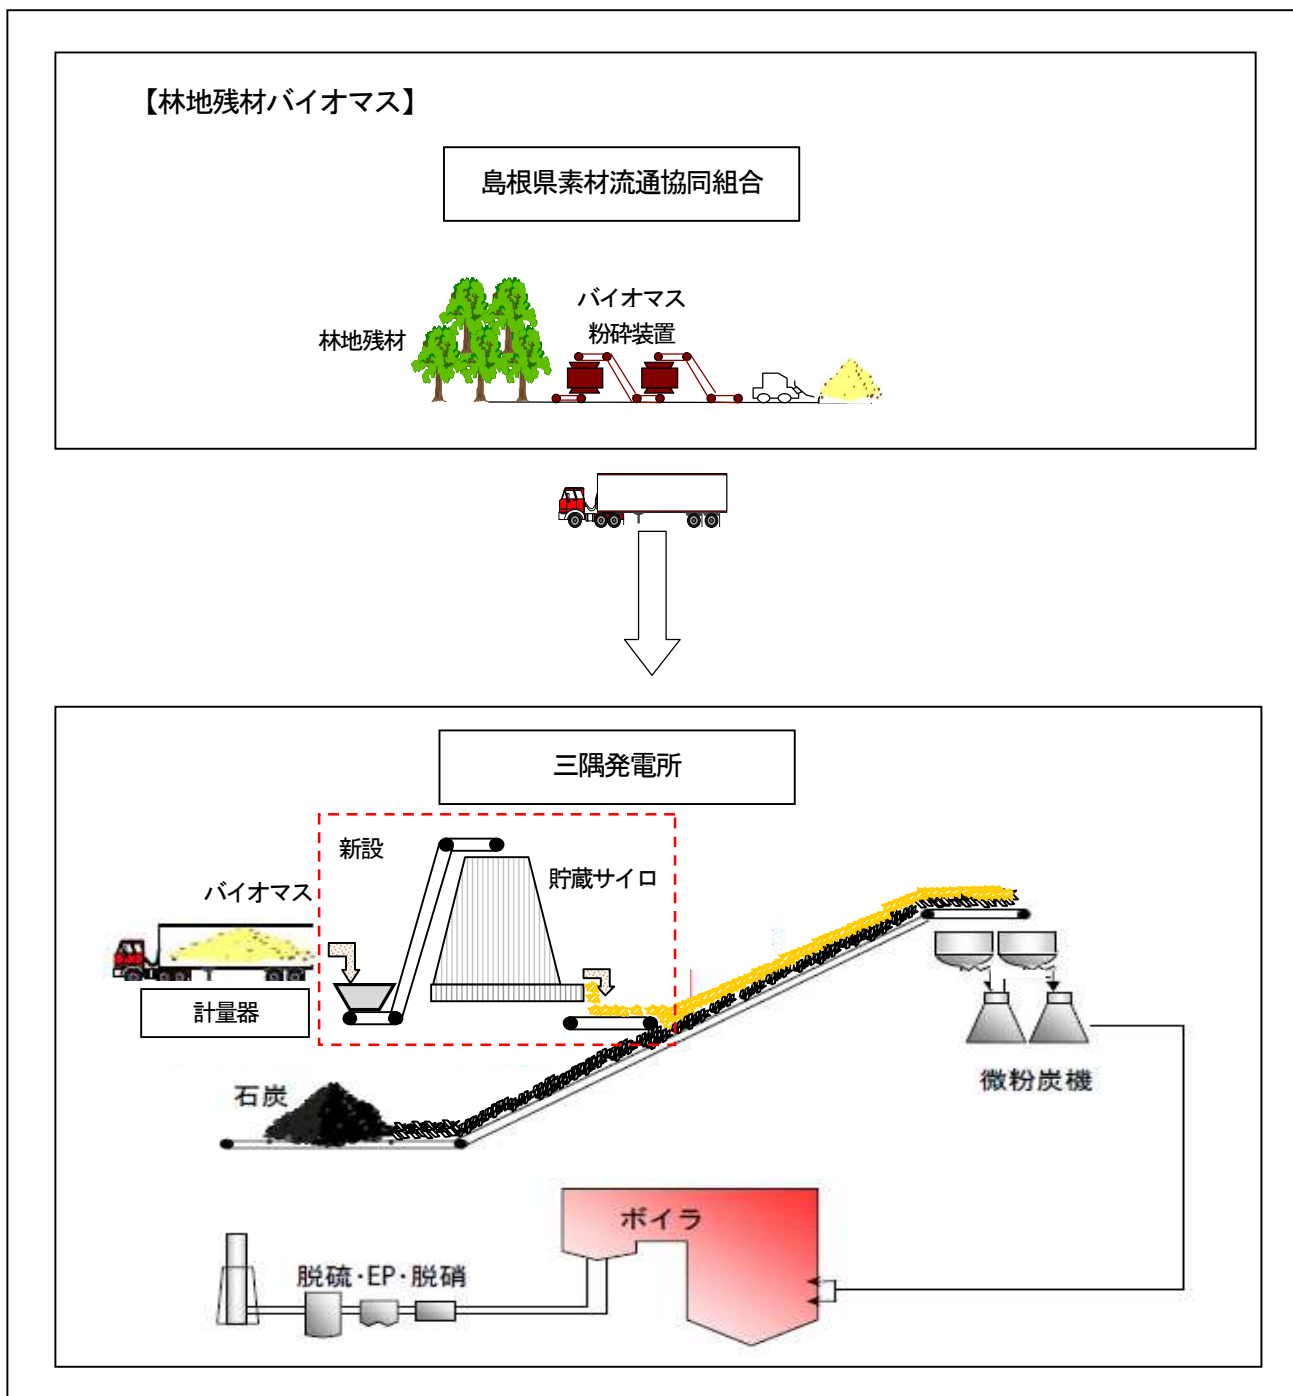 【林地残材バイオマス】
島根県素材流通協同組合
バイオマス
粉砕装置
林地残材
三隅発電所
新設
貯蔵サイロ
バイオマス
計量器
石炭
微粉炭機
ボイラ
脱硫・EP・脱硝